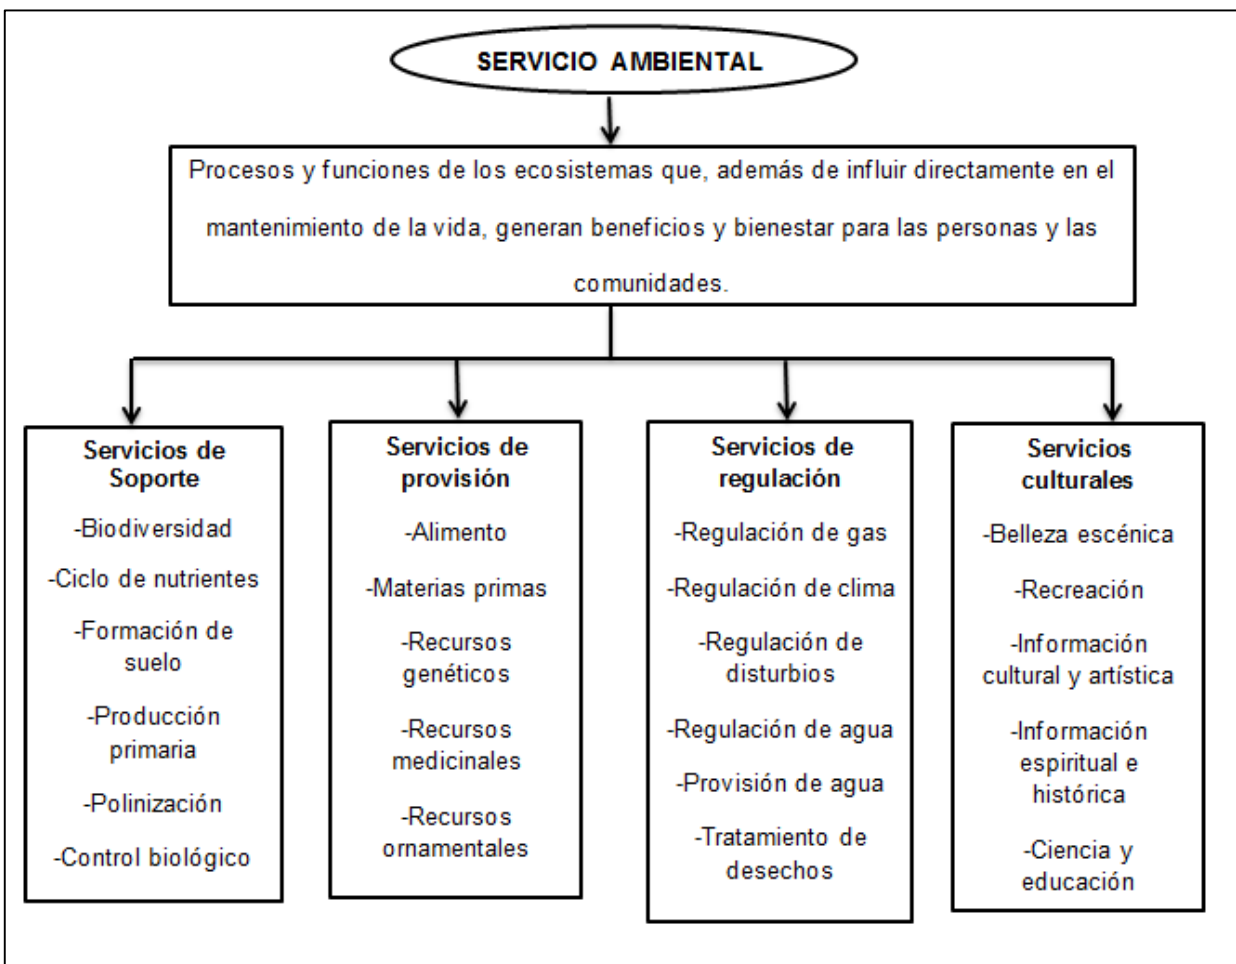 SERVICIO AMBIENTAL
Procesos y funciones de los ecosistemas que, además de influir directamente en el
mantenimiento de la vida, generan beneficios y bienestar para las personas y las
comunidades.
Servicios de
Soporte
-Biodiversidad
-Ciclo de nutrientes
-Formación de
suelo
-Producción
primaria
-Polinización
-Control biológico
Servicios de
provisión
-Alimento
-Materias primas
-Recursos
genéticos
-Recursos
medicinales
-Recursos
ornamentales
Servicios de
regulación
-Regulación de gas
-Regulación de clima
-Regulación de
disturbios
-Regulación de agua
-Provisión de agua
-Tratamiento de
desechos
Servicios
culturales
-Belleza escénica
-Recreación
-Información
cultural y artística
-Información
espiritual e
histórica
-Ciencia y
educación